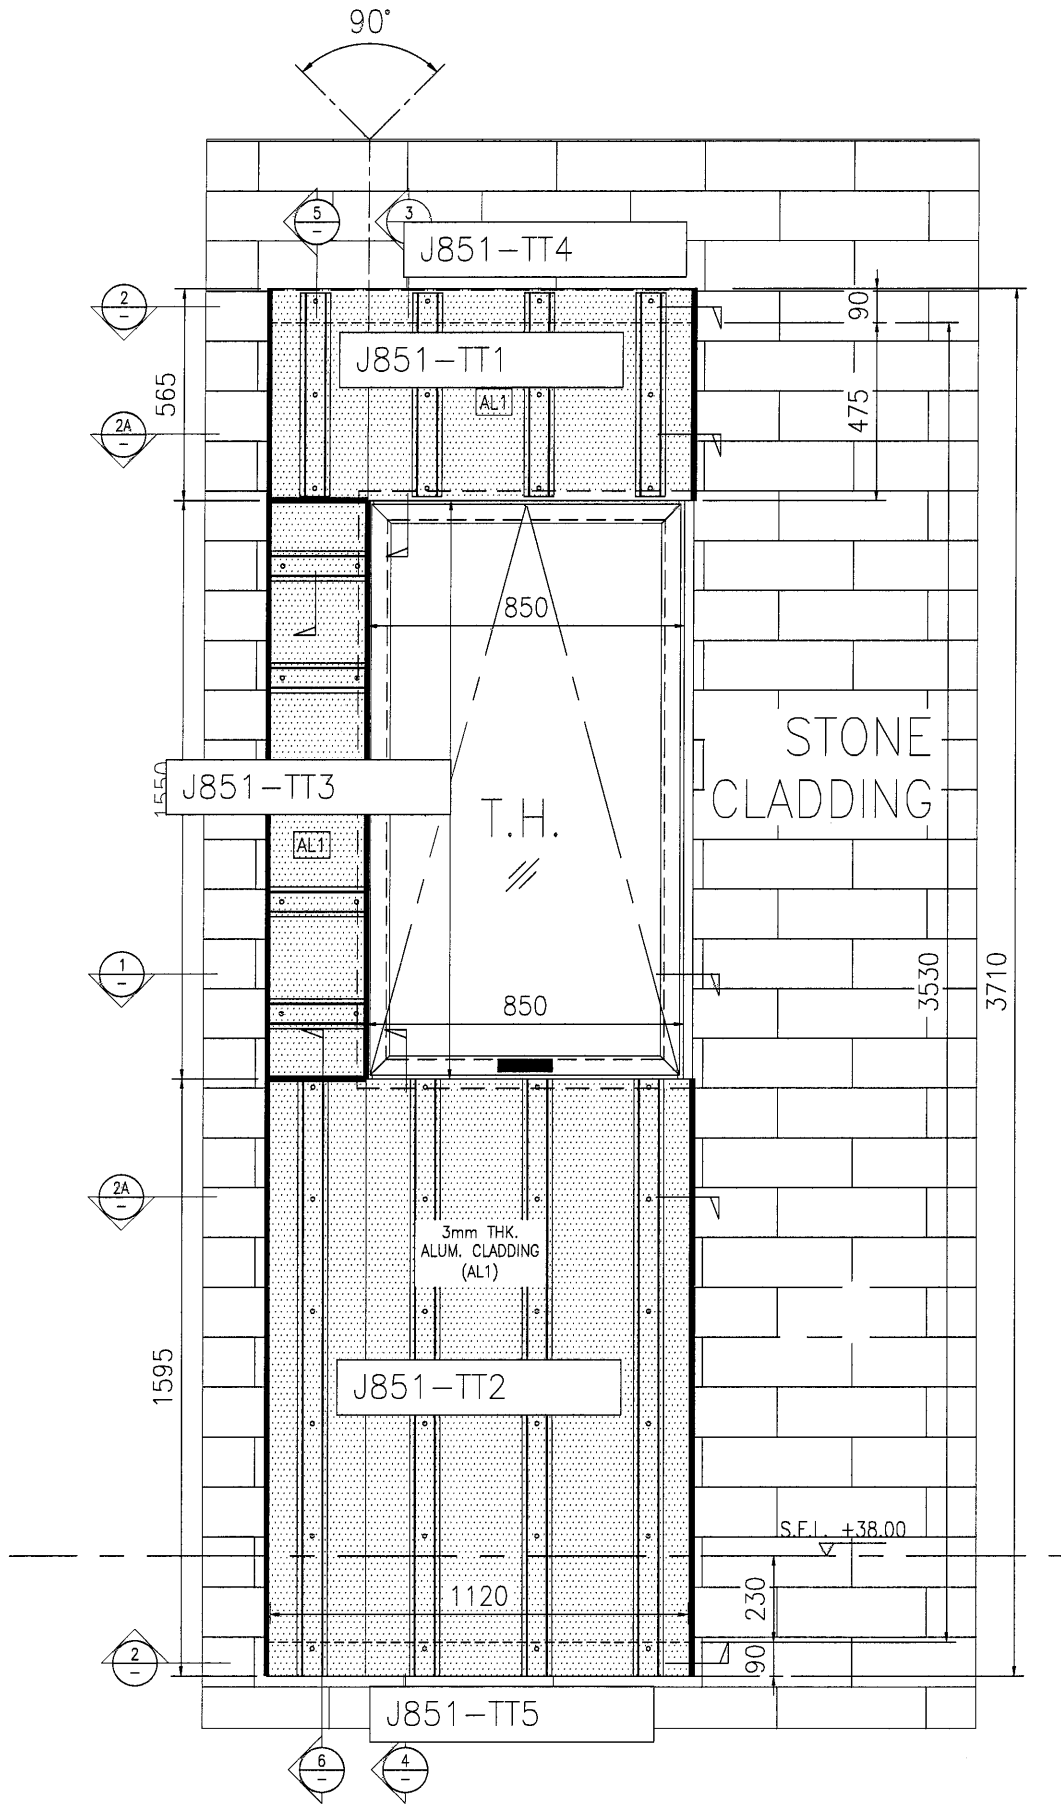 90°
5
-
3
J851-TT4
2
-
90
J851-TT1
565
475
AL1
2A
-
850
STONE
CLADDING
1550
J851-TT3
T.H.
AL1
1
-
3530
3710
850
2A
-
3mm THK.
ALUM. CLADDING
(AL1)
1595
J851-TT2
S.F.L. +38.00
1120
230
2
-
90
J851-TT5
6
-
4
-